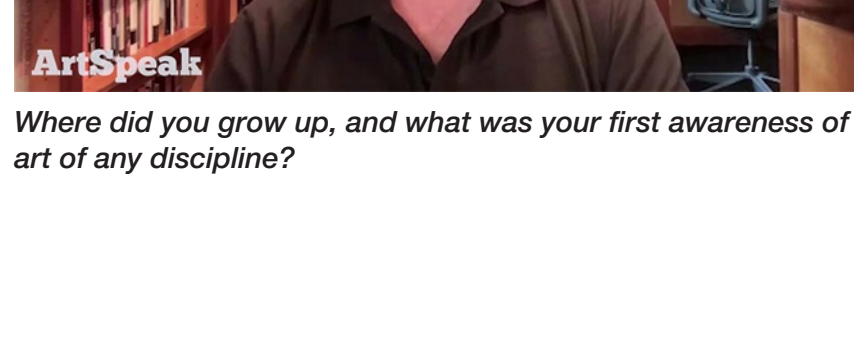 ArtSpeak
Where did you grow up, and what was your first awareness of
art of any discipline?